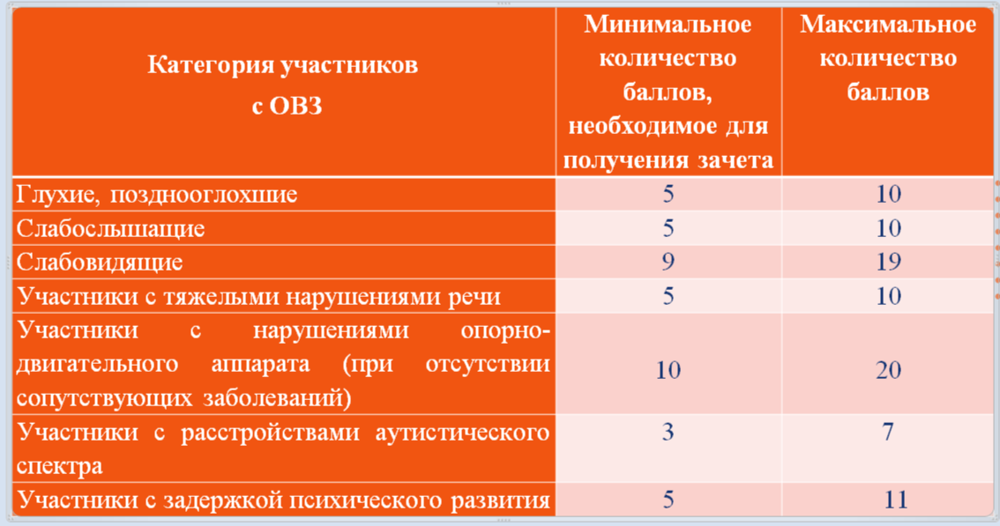 Категория участников
с ОВЗ
Минимальное
количество
баллов,
необходимое для
получения зачета
Максимальное
количество
баллов
Глухие, позднооглохшие 5 10
Слабослышащие 5 10
Слабовидящие 9 19
Участники с тяжелыми нарушениями речи 5 10
Участники с нарушениями опорно-
двигательного аппарата (при отсутствии
сопутствующих заболеваний) 10 20
Участники с расстройствами аутистического
спектра 3 7
Участники с задержкой психического развития 5 11